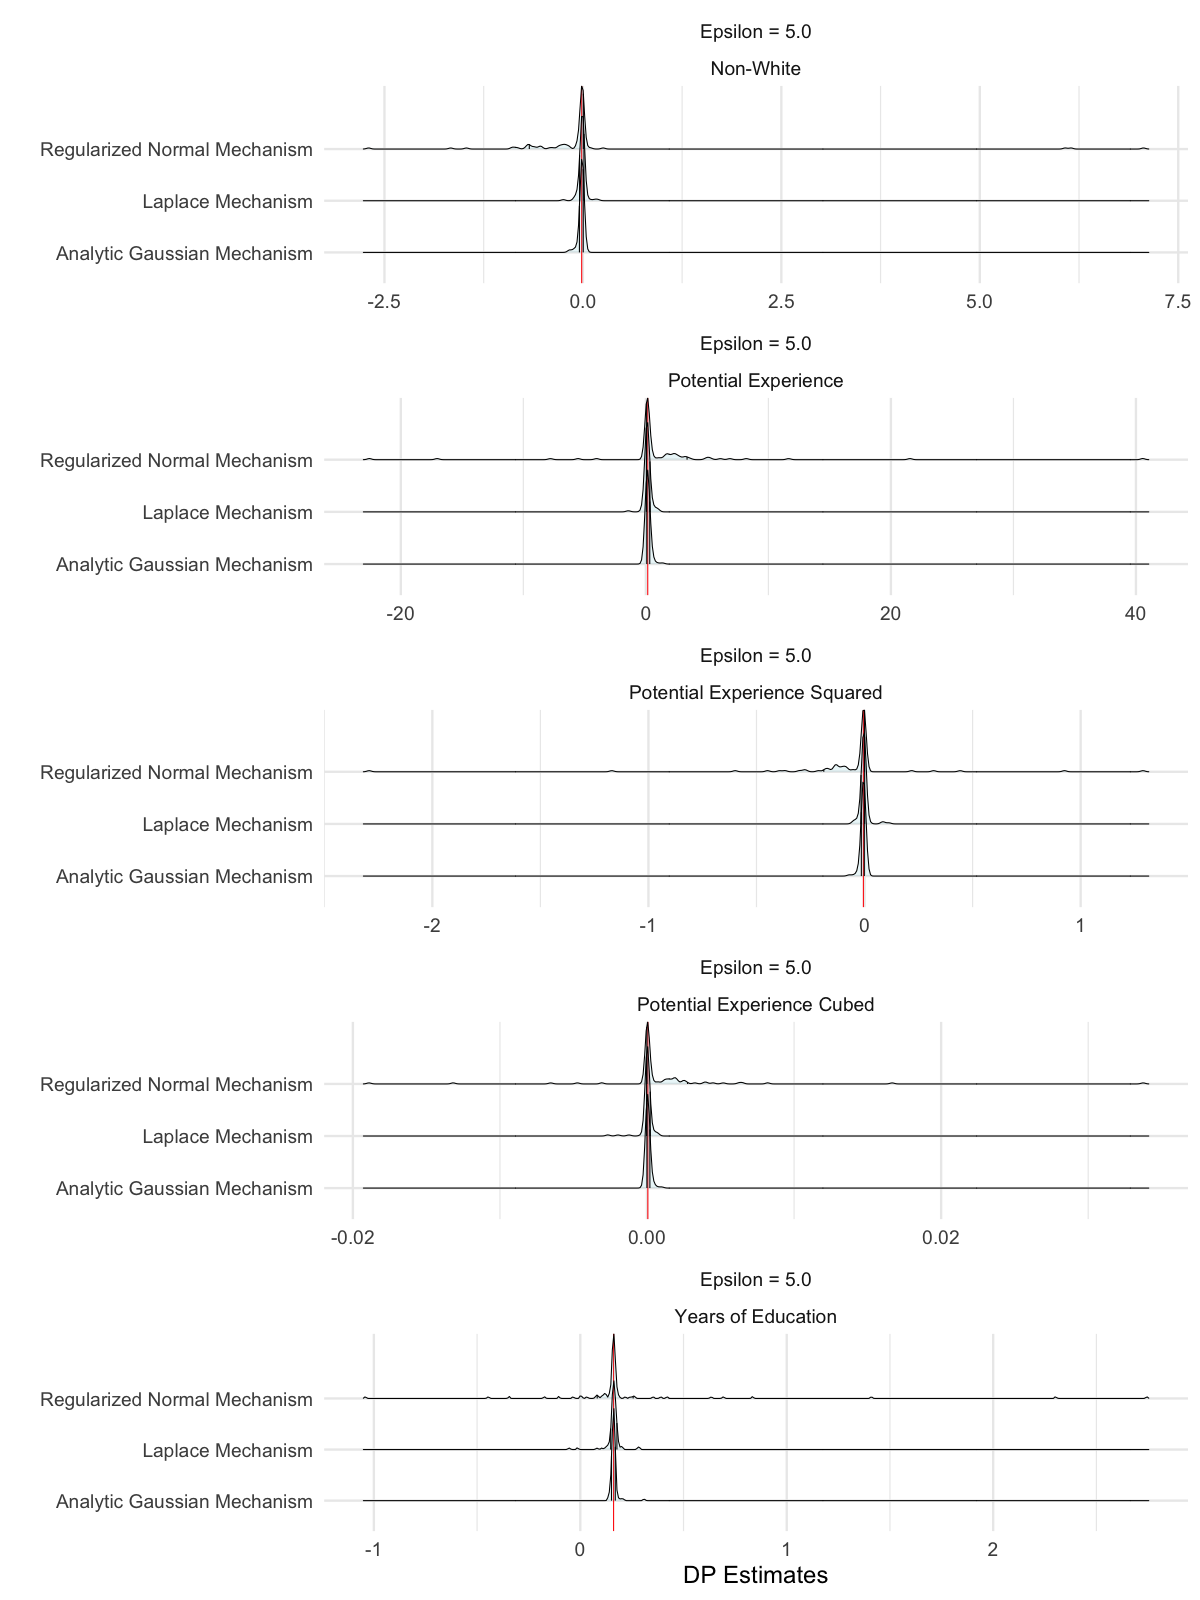 Epsilon = 5.0
Non-White
Regularized Normal Mechanism
Laplace Mechanism
Analytic Gaussian Mechanism
-2.5 0.0 2.5 5.0 7.5
Epsilon = 5.0
Potential Experience
Regularized Normal Mechanism
Laplace Mechanism
Analytic Gaussian Mechanism
-20 0 20 40
Epsilon = 5.0
Potential Experience Squared
Regularized Normal Mechanism
Laplace Mechanism
Analytic Gaussian Mechanism
-2 -1 0 1
Epsilon = 5.0
Potential Experience Cubed
Regularized Normal Mechanism
Laplace Mechanism
Analytic Gaussian Mechanism
-0.02 0.00 0.02
Epsilon = 5.0
Years of Education
Regularized Normal Mechanism
Laplace Mechanism
Analytic Gaussian Mechanism
-1 0 1 2
DP Estimates